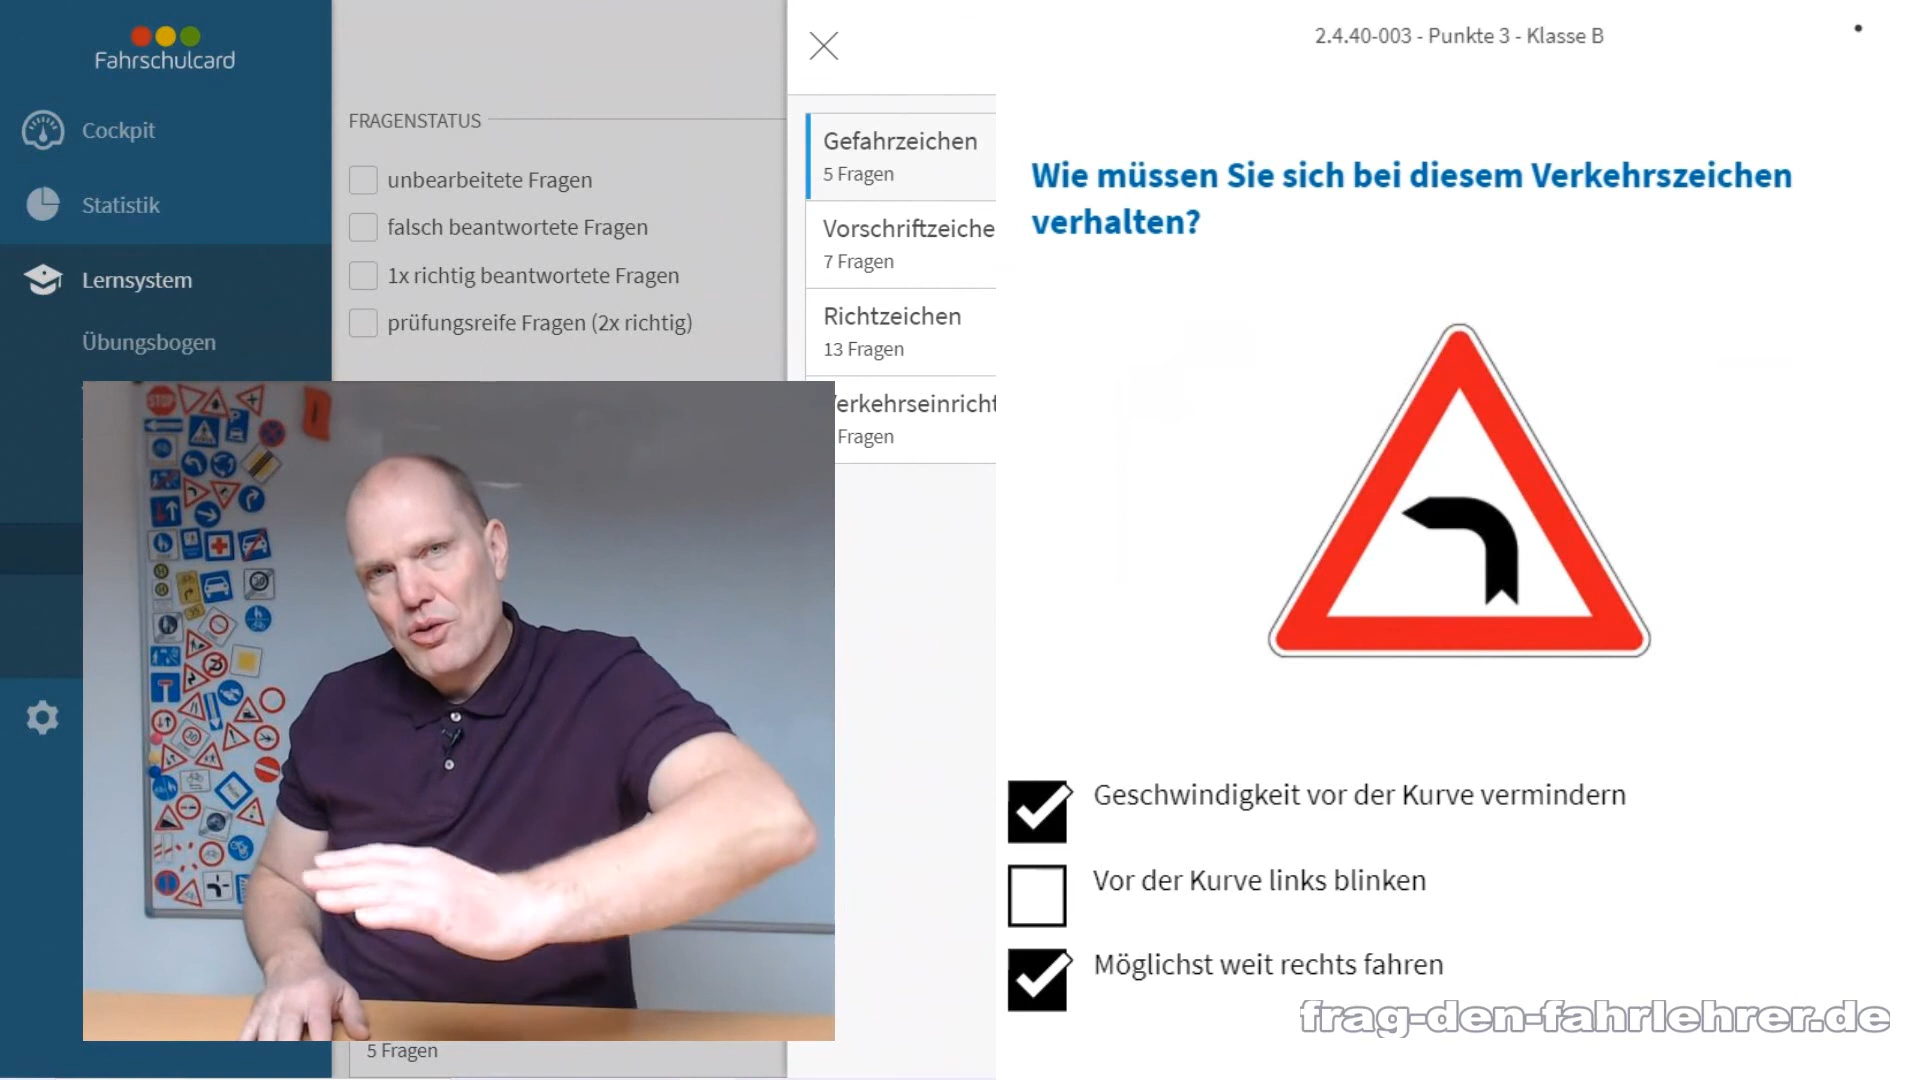 Fahrschulcard
Cockpit
Statistik
Lernsystem
Übungsbogen
FRAGENSTATUS
unbearbeitete Fragen
falsch beantwortete Fragen
1x richtig beantwortete Fragen
prüfungsreife Fragen (2x richtig)
5 Fragen
Gefahrzeichen
5 Fragen
Vorschriftzeiche
7 Fragen
Richtzeichen
13 Fragen
erkehrseinricht
Fragen
STOP
2.4.40-003 - Punkte 3 - Klasse B
Wie müssen Sie sich bei diesem Verkehrszeichen
verhalten?
Geschwindigkeit vor der Kurve vermindern
Vor der Kurve links blinken
Möglichst weit rechts fahren
frag-den-fahrlehrer.de